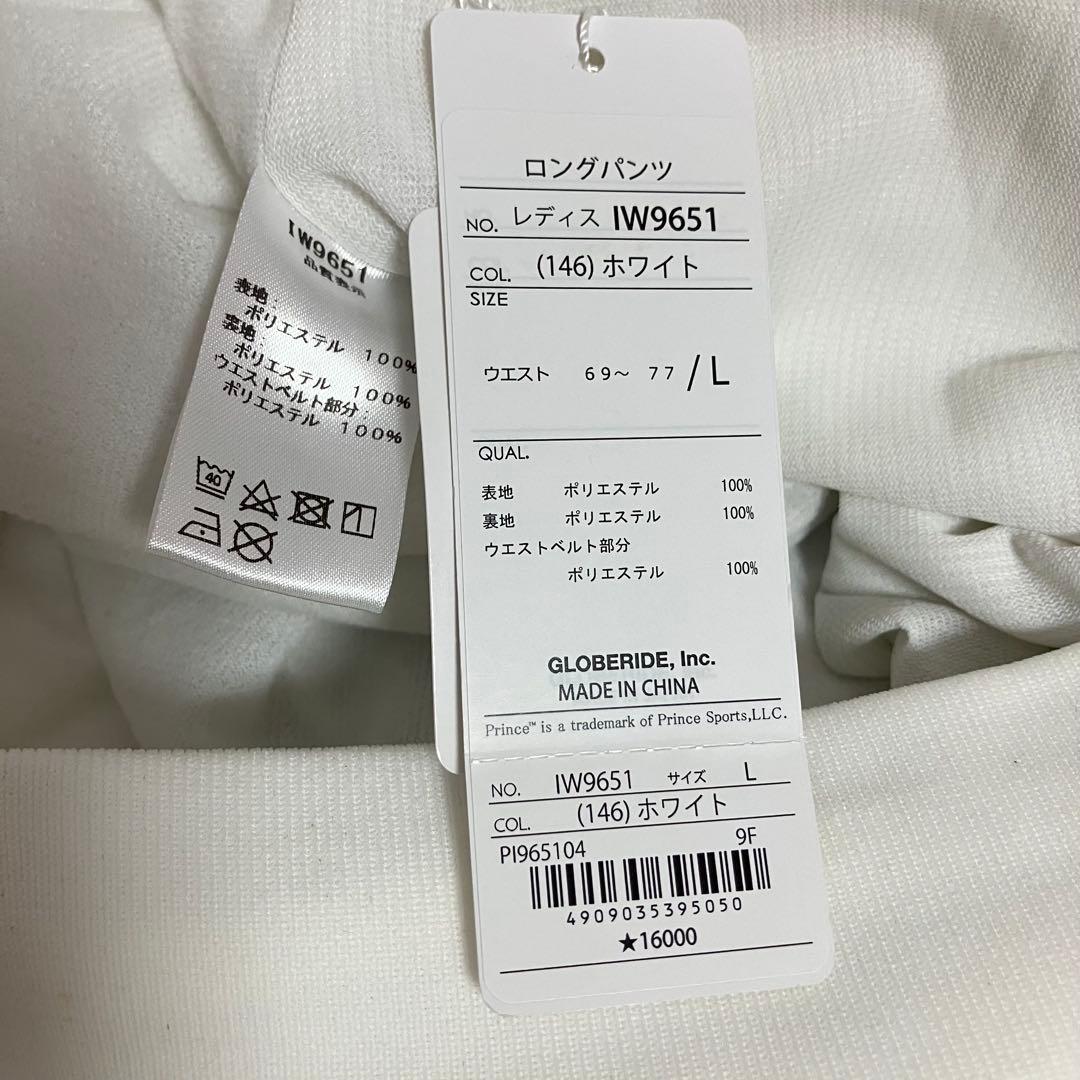 IW9651
品質表示
表地:
ポリエステル 100%
裏地:
ポリエステル 100%
ウエストベルト部分:
ポリエステル 100%
40
ロングパンツ
NO. レディス IW9651
COL. (146) ホワイト
SIZE
ウエスト 69～ 77 /L
QUAL.
表地 ポリエステル 100%
裏地 ポリエステル 100%
ウエストベルト部分
ポリエステル 100%
GLOBERIDE, Inc.
MADE IN CHINA
Prince™ is a trademark of Prince Sports,LLC.
NO. IW9651 サイズ L
COL. (146) ホワイト
PI965104 9F
4909035395050
★16000